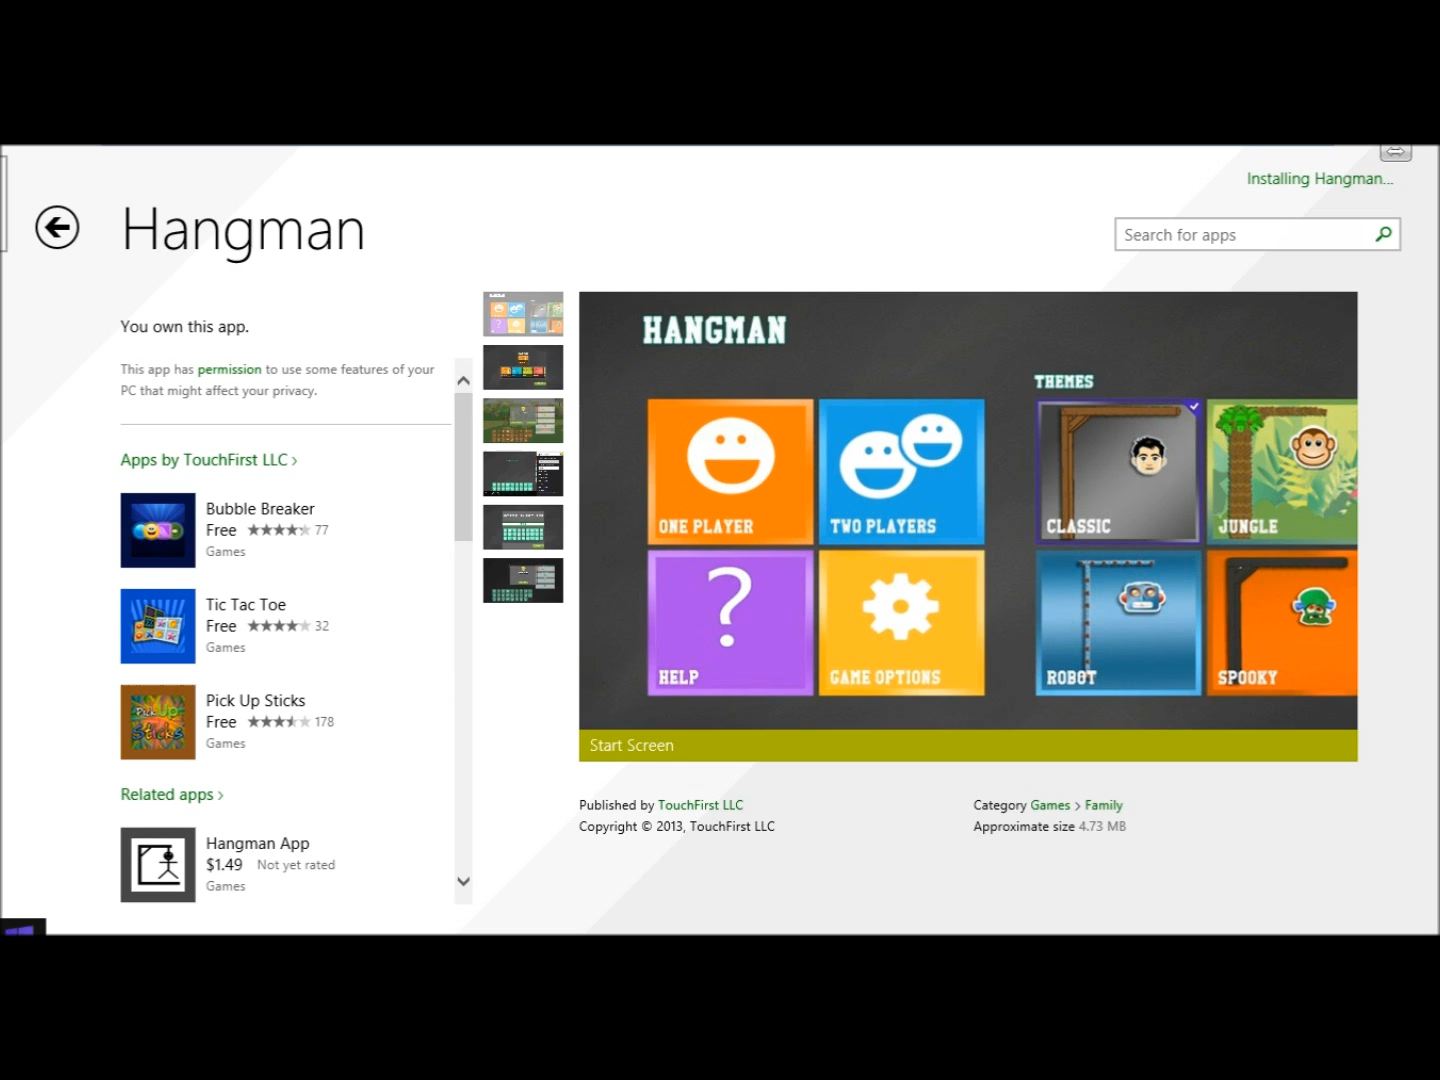 Installing Hangman...
Hangman
Search for apps
You own this app.
This app has permission to use some features of your
PC that might affect your privacy.
Apps by TouchFirst LLC ›
Bubble Breaker
Free 77
Games
Tic Tac Toe
Free 32
Games
Pick Up Sticks
Free 178
Games
Related apps ›
Hangman App
$1.49 Not yet rated
Games
HANGMAN
THEMES
ONE PLAYER
TWO PLAYERS
CLASSIC
JUNGLE
?
HELP
GAME OPTIONS
ROBOT
SPOOKY
Start Screen
Published by TouchFirst LLC
Copyright © 2013, TouchFirst LLC
Category Games › Family
Approximate size 4.73 MB
Pick Up
Sticks